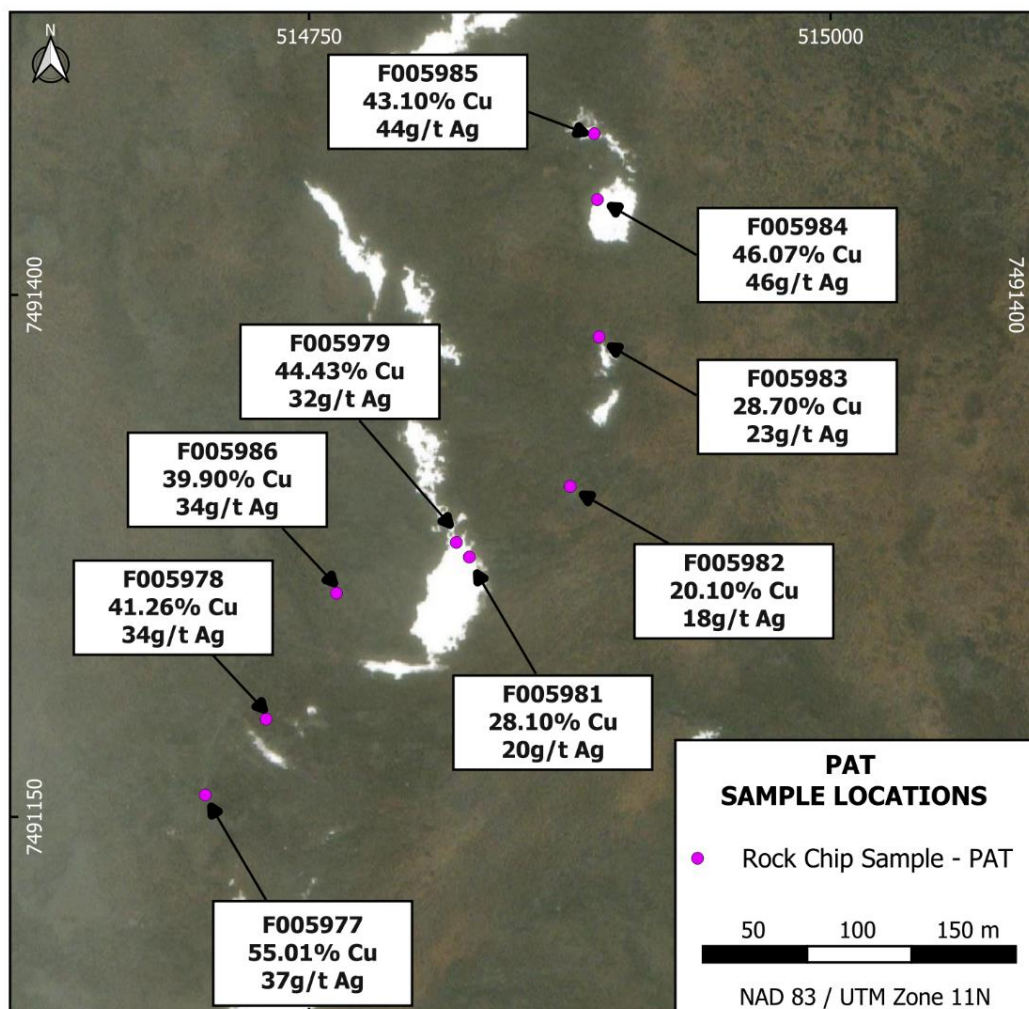 514750
515000
N
F005985
43.10% Cu
44g/t Ag
F005984
46.07% Cu
46g/t Ag
7491400
7491400
F005979
44.43% Cu
32g/t Ag
F005983
28.70% Cu
23g/t Ag
F005986
39.90% Cu
34g/t Ag
F005982
20.10% Cu
18g/t Ag
F005978
41.26% Cu
34g/t Ag
F005981
28.10% Cu
20g/t Ag
7491150
F005977
55.01% Cu
37g/t Ag
PAT
SAMPLE LOCATIONS
Rock Chip Sample - PAT
50 100 150 m
NAD 83 / UTM Zone 11N